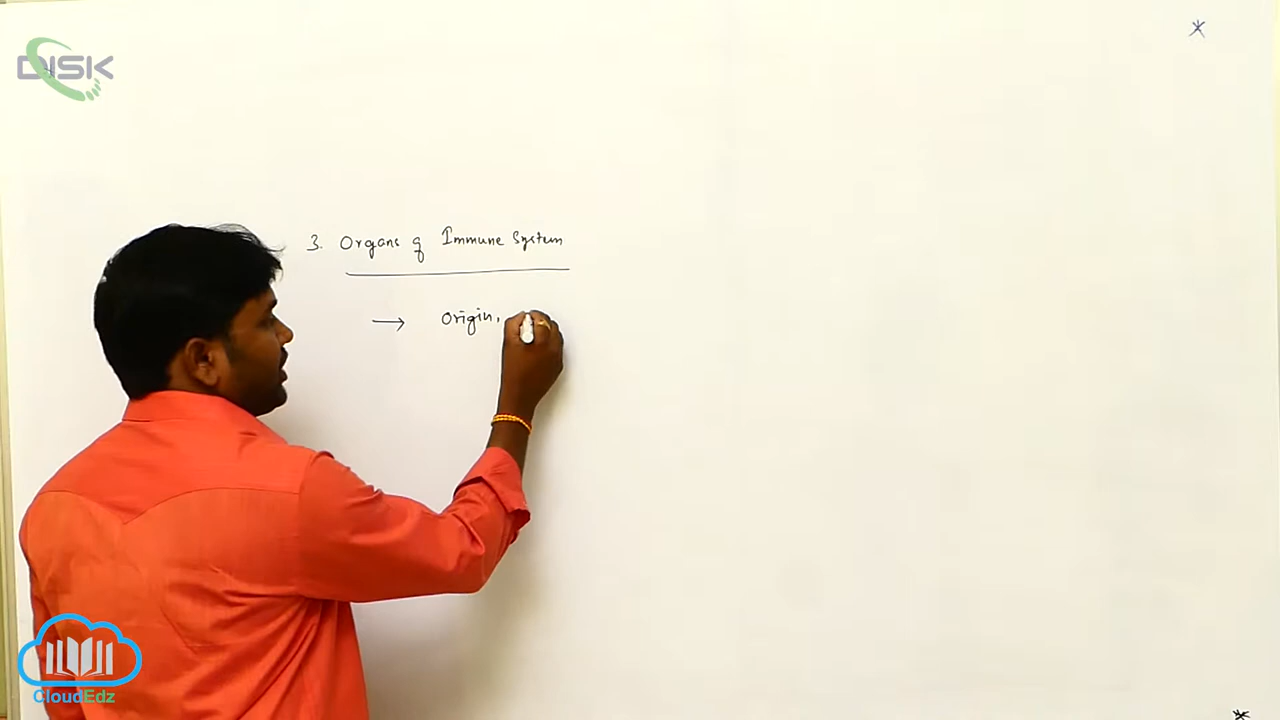 DISK
3. Organs of Immune System
→ Origin,
CloudEdz